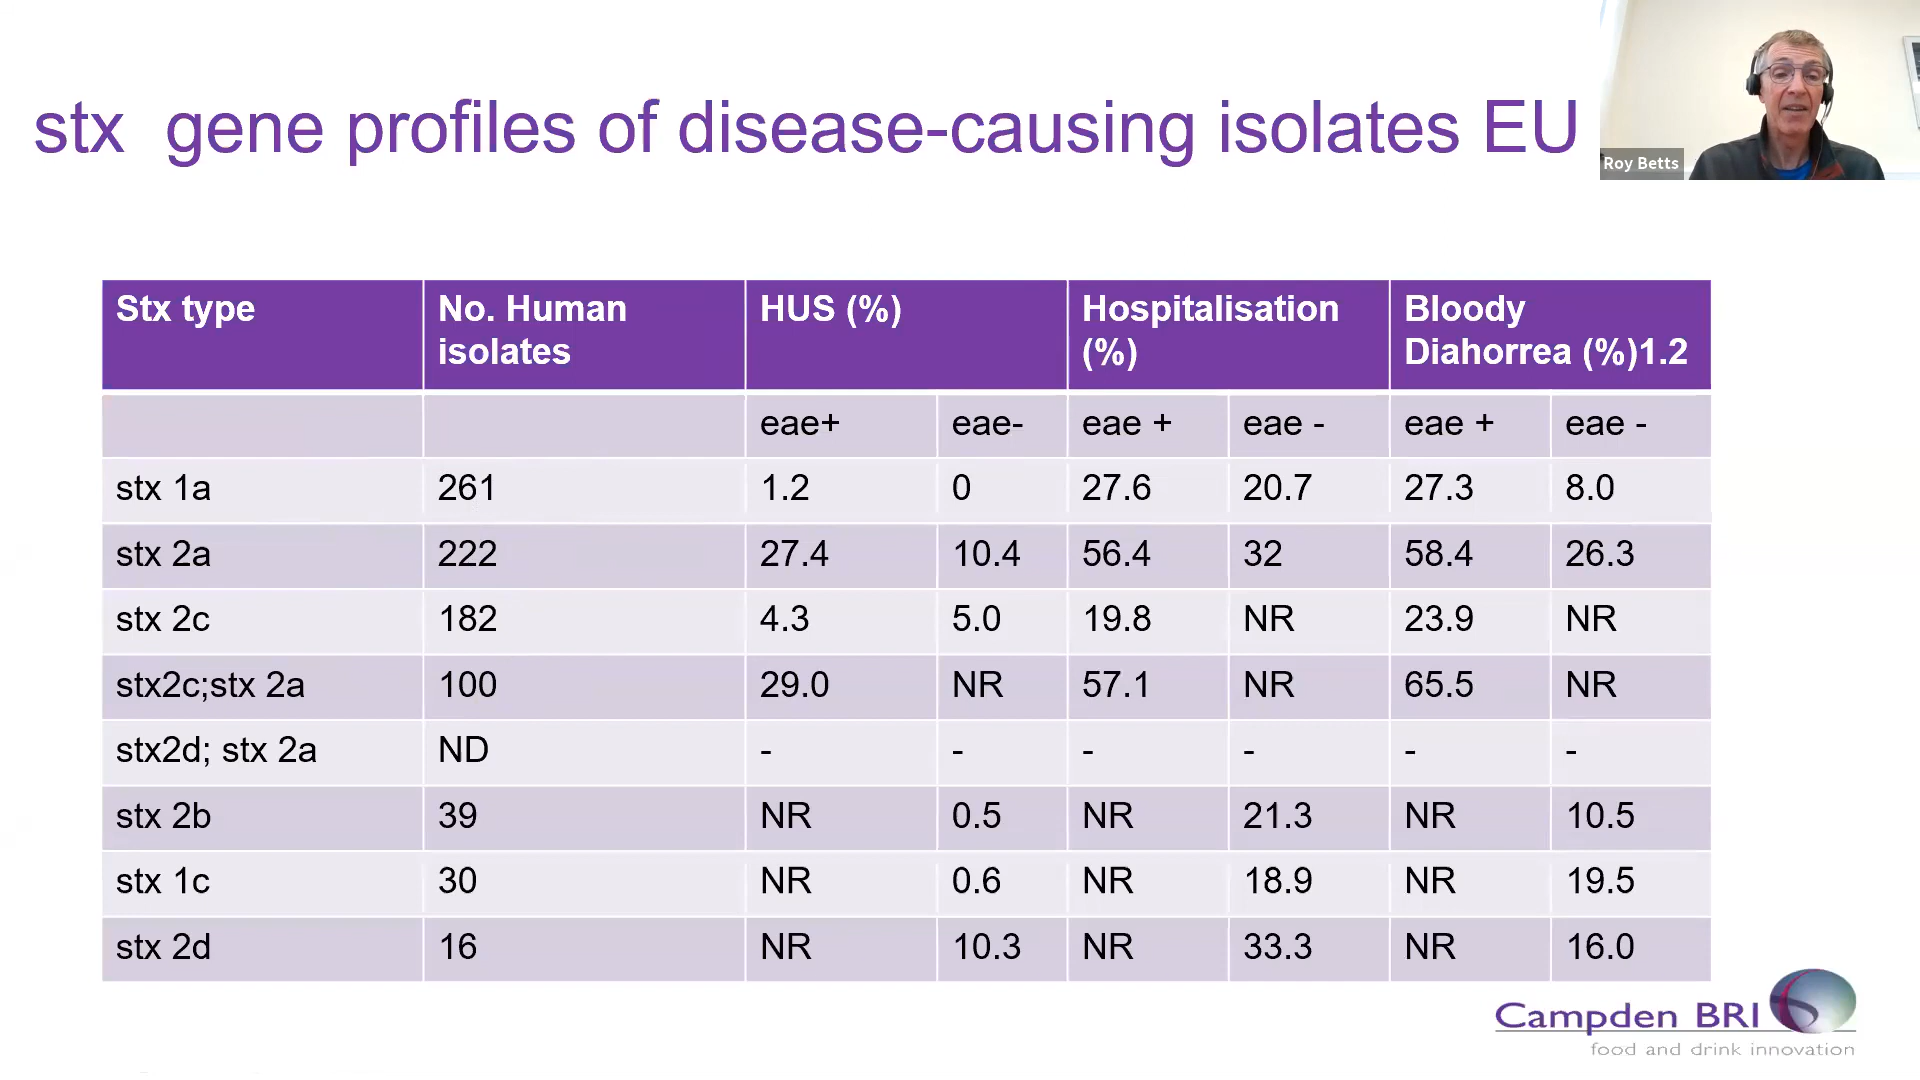 stx gene profiles of disease-causing isolates EU
Roy Betts
Stx type No. Human isolates HUS (%) Hospitalisation (%) Bloody Diahorrea (%)1.2
eae+ eae- eae + eae - eae + eae -
stx 1a 261 1.2 0 27.6 20.7 27.3 8.0
stx 2a 222 27.4 10.4 56.4 32 58.4 26.3
stx 2c 182 4.3 5.0 19.8 NR 23.9 NR
stx2c;stx 2a 100 29.0 NR 57.1 NR 65.5 NR
stx2d; stx 2a ND - - - - - -
stx 2b 39 NR 0.5 NR 21.3 NR 10.5
stx 1c 30 NR 0.6 NR 18.9 NR 19.5
stx 2d 16 NR 10.3 NR 33.3 NR 16.0
Campden BRI
food and drink innovation